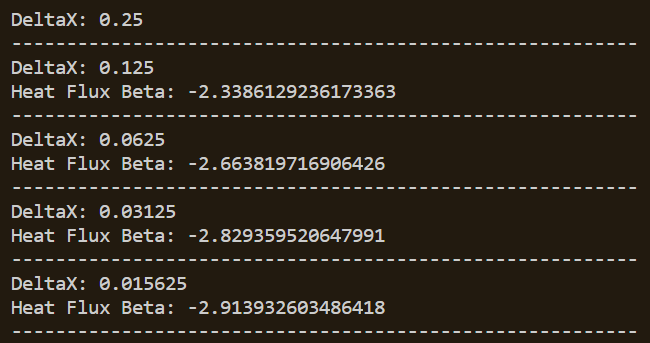 DeltaX: 0.25
---------------------------------------------------------
DeltaX: 0.125
Heat Flux Beta: -2.3386129236173363
---------------------------------------------------------
DeltaX: 0.0625
Heat Flux Beta: -2.663819716906426
---------------------------------------------------------
DeltaX: 0.03125
Heat Flux Beta: -2.829359520647991
---------------------------------------------------------
DeltaX: 0.015625
Heat Flux Beta: -2.913932603486418
---------------------------------------------------------